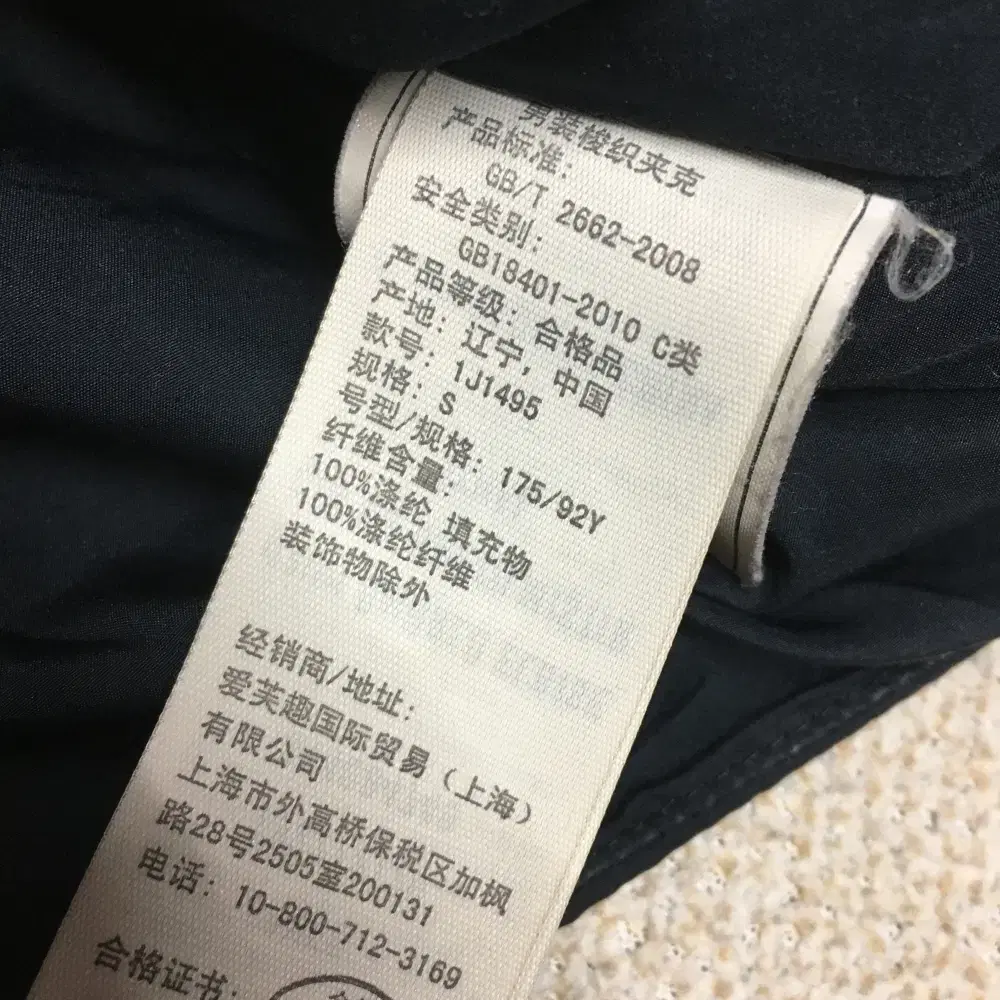 男装梭织夹克
产品标准:
GB/T 2662-2008
安全类别:
GB18401-2010 C类
产品等级: 合格品
产地: 辽宁, 中国
款号: 1J1495
规格: S
号型/规格: 175/92Y
纤维含量:
100%涤纶 填充物
100%涤纶纤维
装饰物除外
经销商/地址:
爱芙趣国际贸易(上海)
有限公司
上海市外高桥保税区加枫
路28号2505室200131
电话: 10-800-712-3169
合格证书: